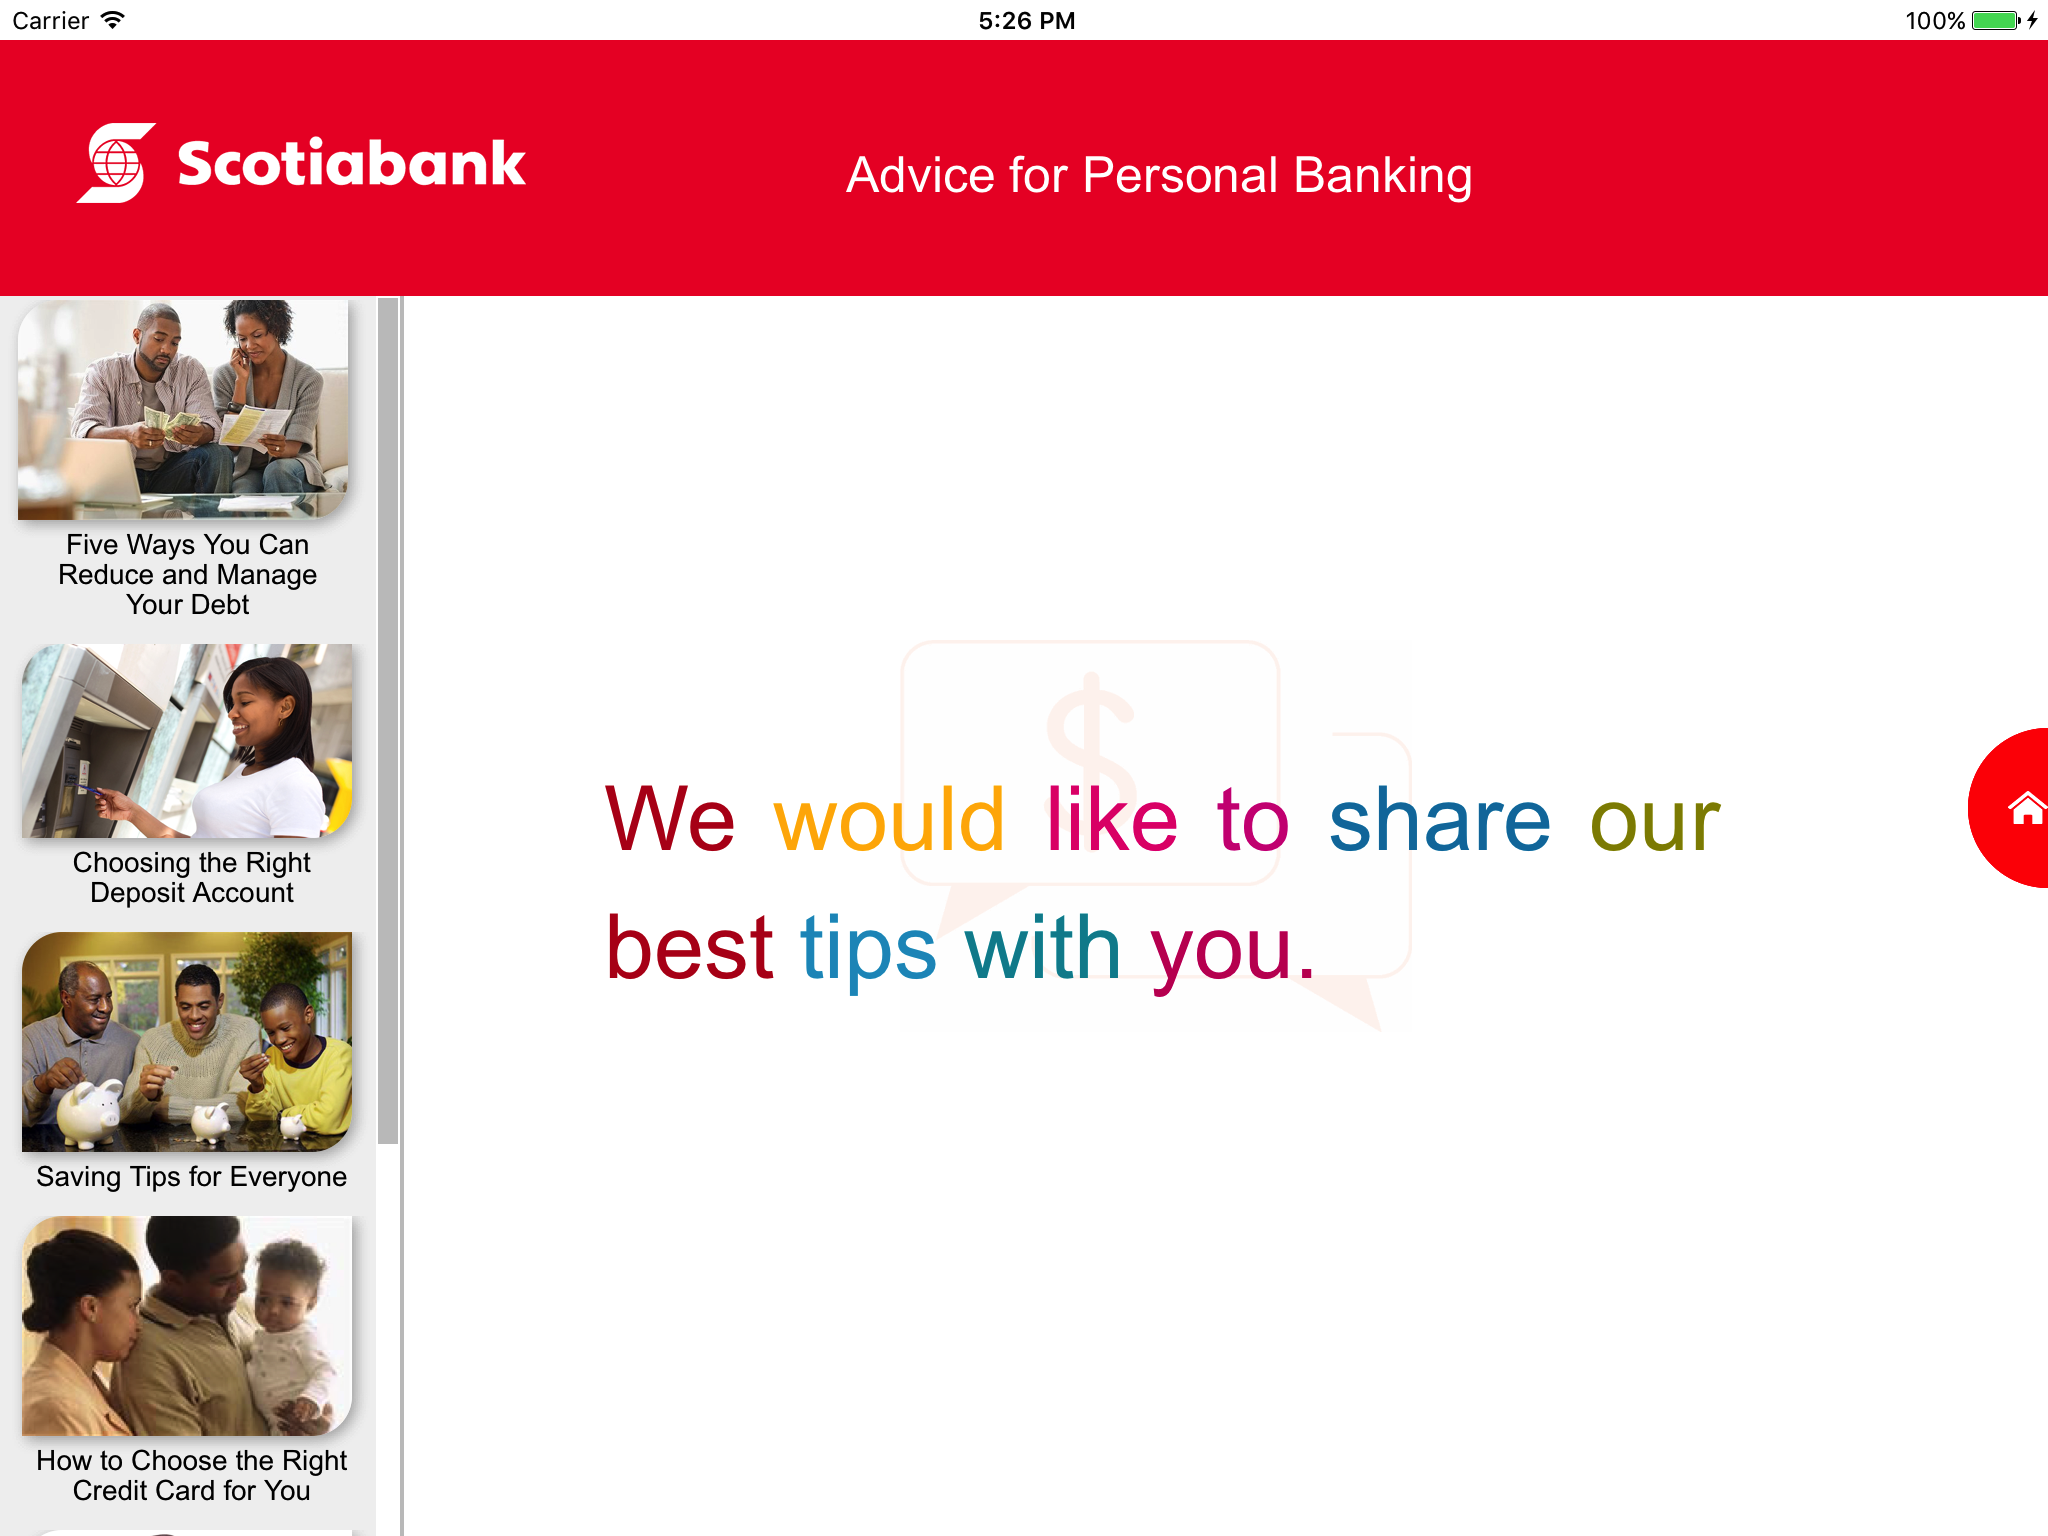 Carrier
5:26 PM
100%
Scotiabank
Advice for Personal Banking
Five Ways You Can
Reduce and Manage
Your Debt
Choosing the Right
Deposit Account
Saving Tips for Everyone
How to Choose the Right
Credit Card for You
$
We would like to share our
best tips with you.